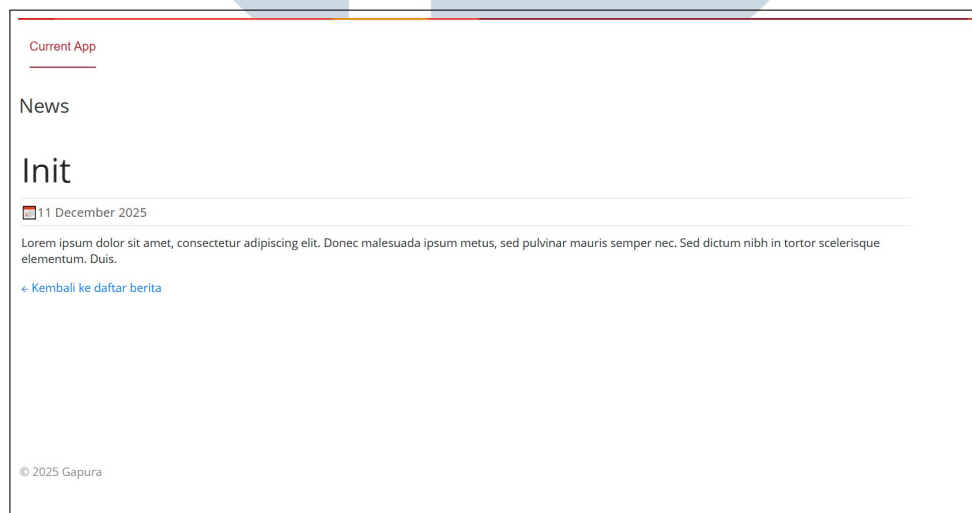 Current App
News
Init
11 December 2025
Lorem ipsum dolor sit amet, consectetur adipiscing elit. Donec malesuada ipsum metus, sed pulvinar mauris semper nec. Sed dictum nibh in tortor scelerisque
elementum. Duis.
← Kembali ke daftar berita
© 2025 Gapura